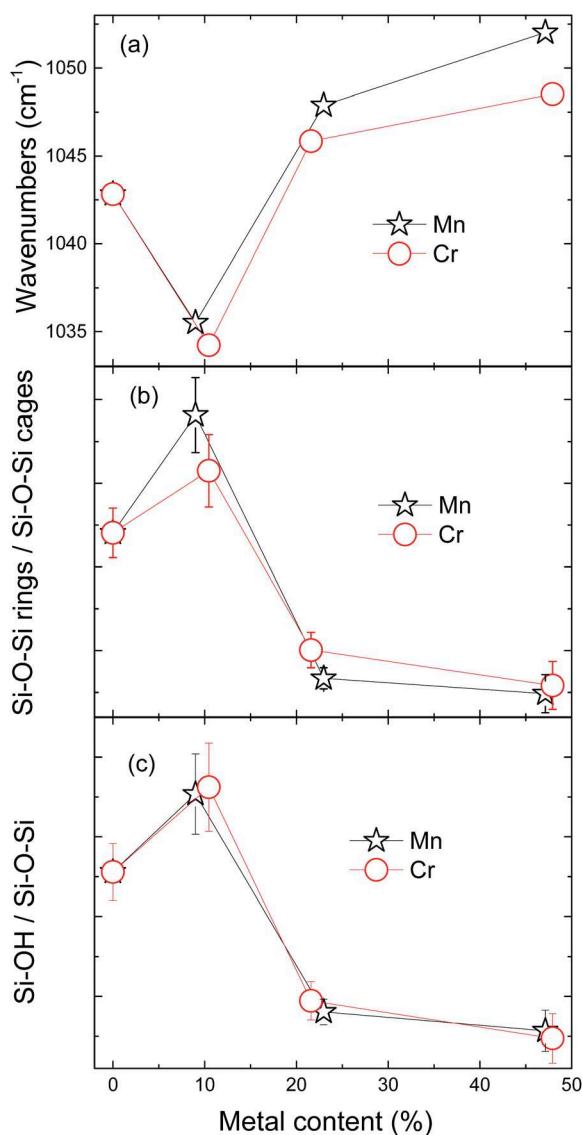 (a)
1050
1045
1040
1035
Wavenumbers (cm⁻¹)
Mn
Cr
(b)
Si-O-Si rings / Si-O-Si cages
Mn
Cr
(c)
Si-OH / Si-O-Si
Mn
Cr
0 10 20 30 40 50
Metal content (%)